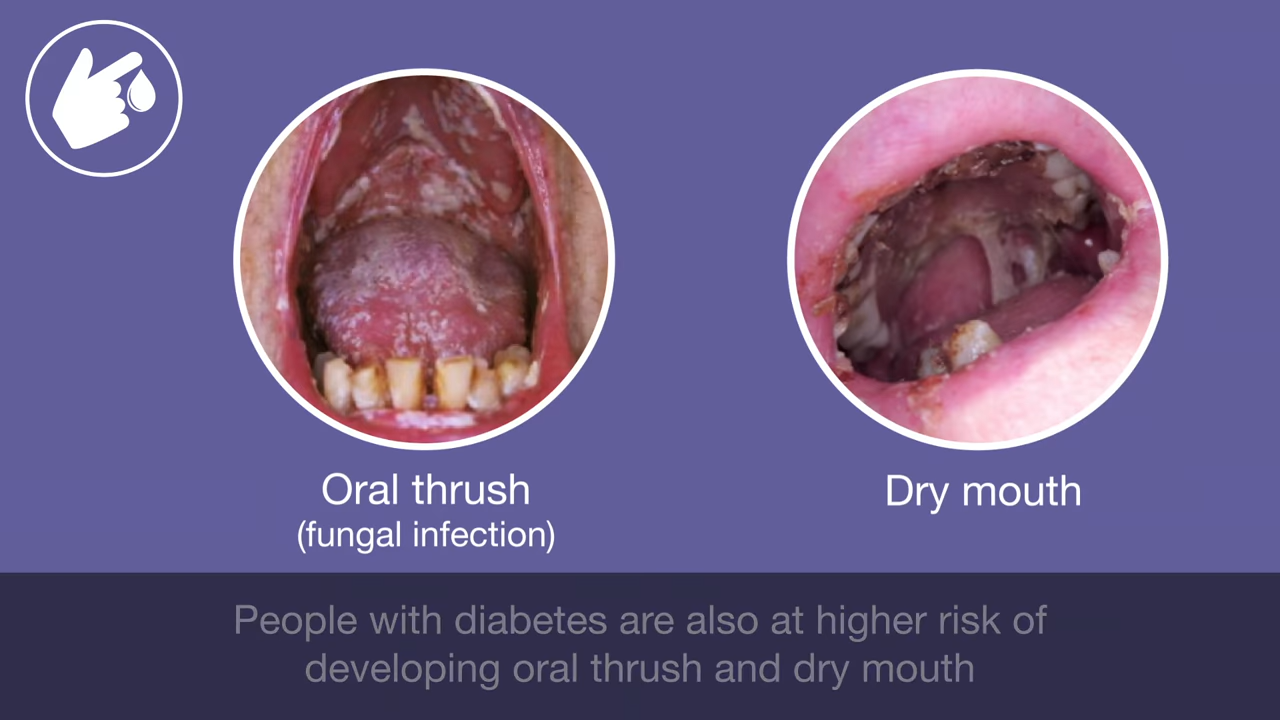 Oral thrush
(fungal infection)
Dry mouth
People with diabetes are also at higher risk of
developing oral thrush and dry mouth